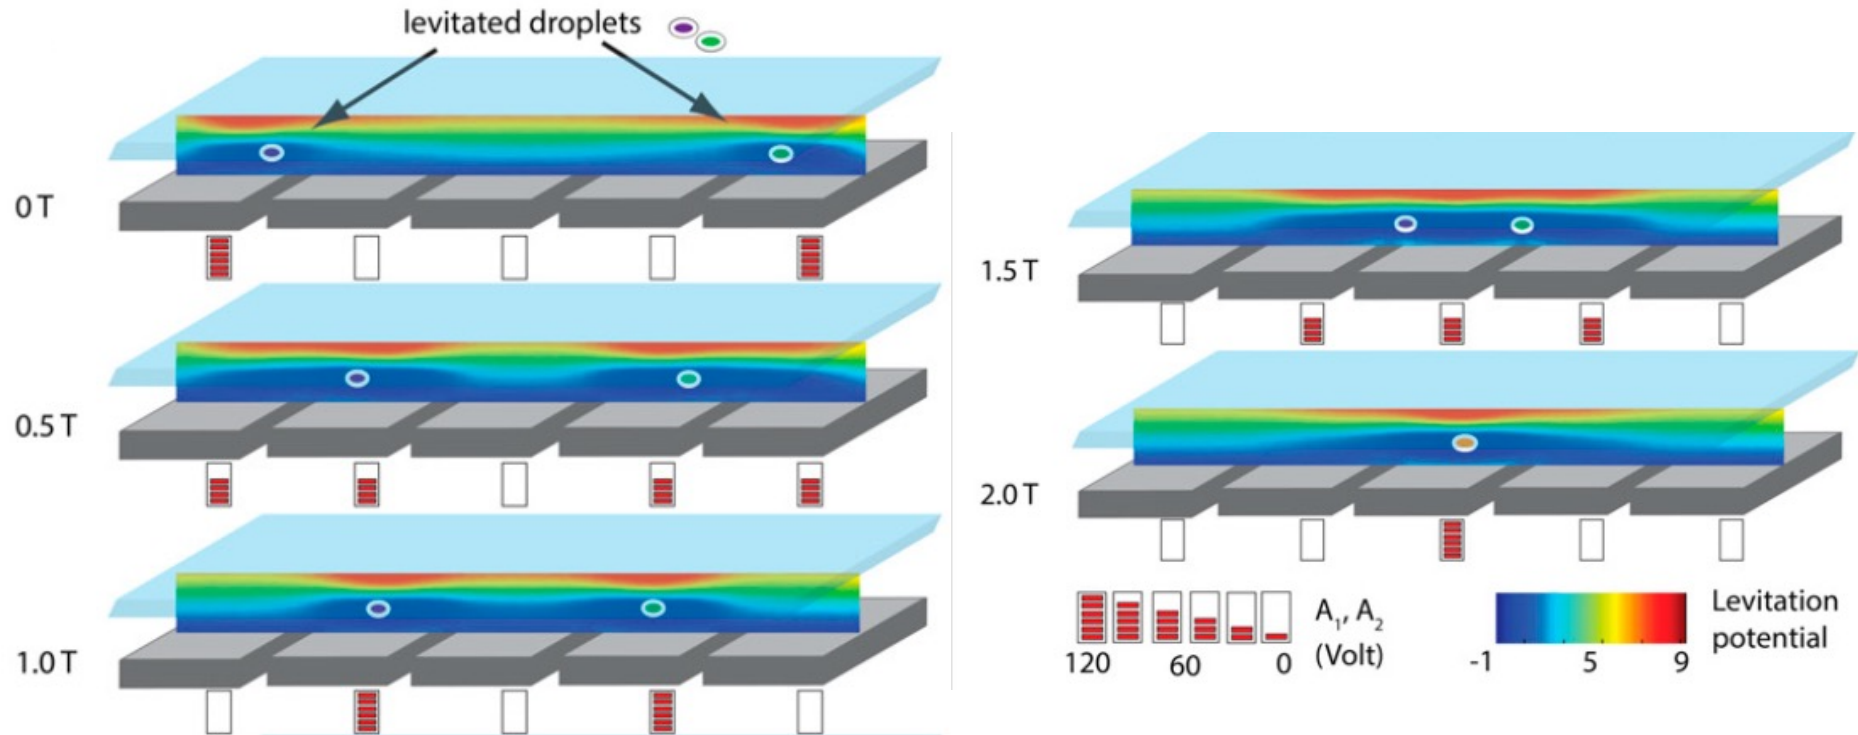 levitated droplets
0 T
0.5 T
1.0 T
1.5 T
2.0 T
120 60 0
A₁, A₂
(Volt)
-1 5 9
Levitation
potential